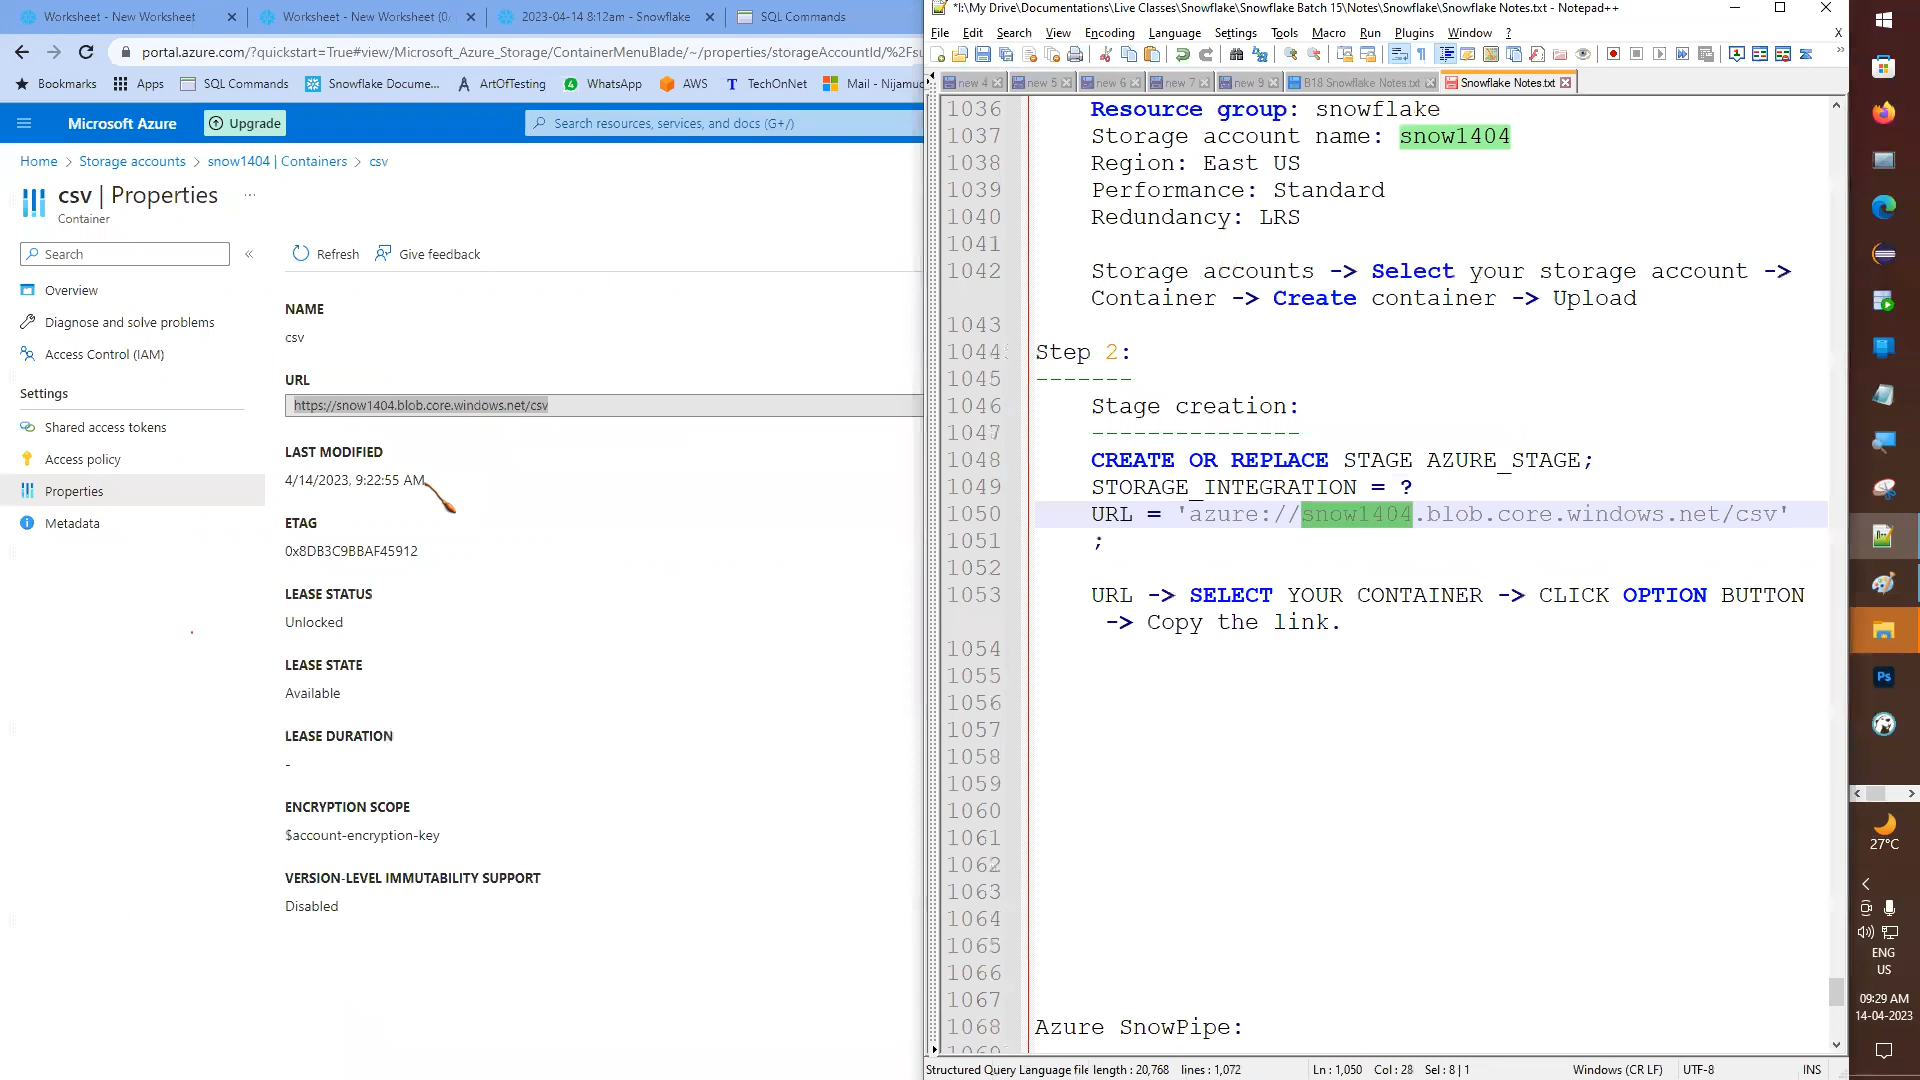 Worksheet - New Worksheet
Worksheet - New Worksheet (0/
2023-04-14 8:12am - Snowflake
SQL Commands
portal.azure.com/?quickstart=True#view/Microsoft_Azure_Storage/ContainerMenuBlade/~/properties/storageAccountId/%2Fsu
Bookmarks
Apps
SQL Commands
Snowflake Docume...
ArtOfTesting
WhatsApp
AWS
TechOnNet
Mail - Nijamu
Microsoft Azure
Upgrade
Search resources, services, and docs (G+/)
Home > Storage accounts > snow1404 | Containers > csv
csv | Properties
...
Container
Search
«
Refresh
Give feedback
Overview
Diagnose and solve problems
Access Control (IAM)
Settings
Shared access tokens
Access policy
Properties
Metadata
NAME
csv
URL
https://snow1404.blob.core.windows.net/csv
LAST MODIFIED
4/14/2023, 9:22:55 AM
ETAG
0x8DB3C9BBAF45912
LEASE STATUS
Unlocked
LEASE STATE
Available
LEASE DURATION
-
ENCRYPTION SCOPE
$account-encryption-key
VERSION-LEVEL IMMUTABILITY SUPPORT
Disabled
*I:\My Drive\Documentations\Live Classes\Snowflake\Snowflake Batch 15\Notes\Snowflake\Snowflake Notes.txt - Notepad++
File Edit Search View Encoding Language Settings Tools Macro Run Plugins Window ? X
new 4
new 5
new 6
new 7
new 9
B18 Snowflake Notes.txt
Snowflake Notes.txt
1036 Resource group: snowflake
1037 Storage account name: snow1404
1038 Region: East US
1039 Performance: Standard
1040 Redundancy: LRS
1041
1042 Storage accounts -> Select your storage account ->
Container -> Create container -> Upload
1043
1044 Step 2:
1045 -------
1046 Stage creation:
1047 ---------------
1048 CREATE OR REPLACE STAGE AZURE_STAGE;
1049 STORAGE_INTEGRATION = ?
1050 URL = 'azure://snow1404.blob.core.windows.net/csv'
1051 ;
1052
1053 URL -> SELECT YOUR CONTAINER -> CLICK OPTION BUTTON
-> Copy the link.
1054
1055
1056
1057
1058
1059
1060
1061
1062
1063
1064
1065
1066
1067
1068 Azure SnowPipe:
1069
Structured Query Language file length : 20,768 lines : 1,072 Ln : 1,050 Col : 28 Sel : 8 | 1 Windows (CR LF) UTF-8 INS
Ps
27°C
ENG
US
09:29 AM
14-04-2023